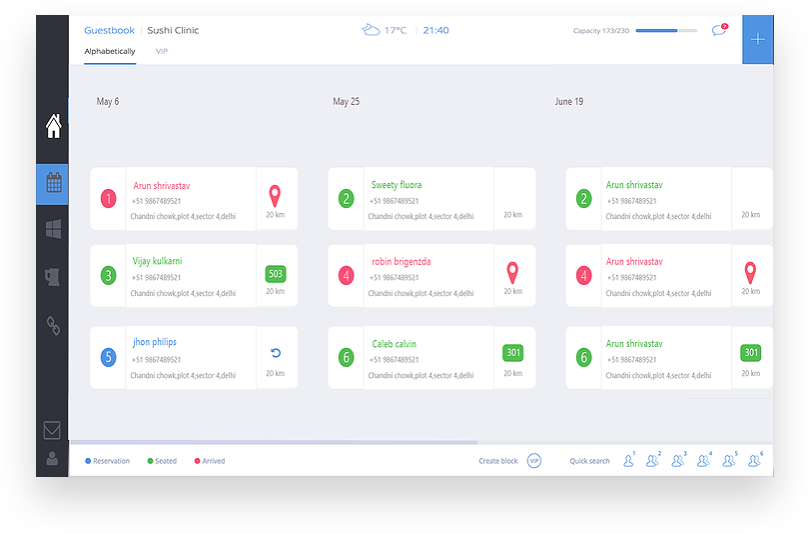 Guestbook Sushi Clinic 17°C 21:40 Capacity 173/230 2
Alphabetically VIP
May 6 May 25 June 19
1 Arun shrivastav
+51 9867489521
Chandni chowk,plot 4,sector 4,delhi 20 km
2 Sweety fluora
+51 9867489521
Chandni chowk,plot 4,sector 4,delhi 20 km
2 Arun shrivastav
+51 9867489521
Chandni chowk,plot 4,sector 4,delhi 20 km
3 Vijay kulkarni 503
+51 9867489521
Chandni chowk,plot 4,sector 4,delhi 20 km
4 robin brigenzda
+51 9867489521
Chandni chowk,plot 4,sector 4,delhi 20 km
4 Arun shrivastav
+51 9867489521
Chandni chowk,plot 4,sector 4,delhi 20 km
5 jhon philips
+51 9867489521
Chandni chowk,plot 4,sector 4,delhi 20 km
6 Caleb calvin 301
+51 9867489521
Chandni chowk,plot 4,sector 4,delhi 20 km
6 Arun shrivastav 301
+51 9867489521
Chandni chowk,plot 4,sector 4,delhi 20 km
Reservation Seated Arrived Create block VIP Quick search 1 2 3 4 5 6